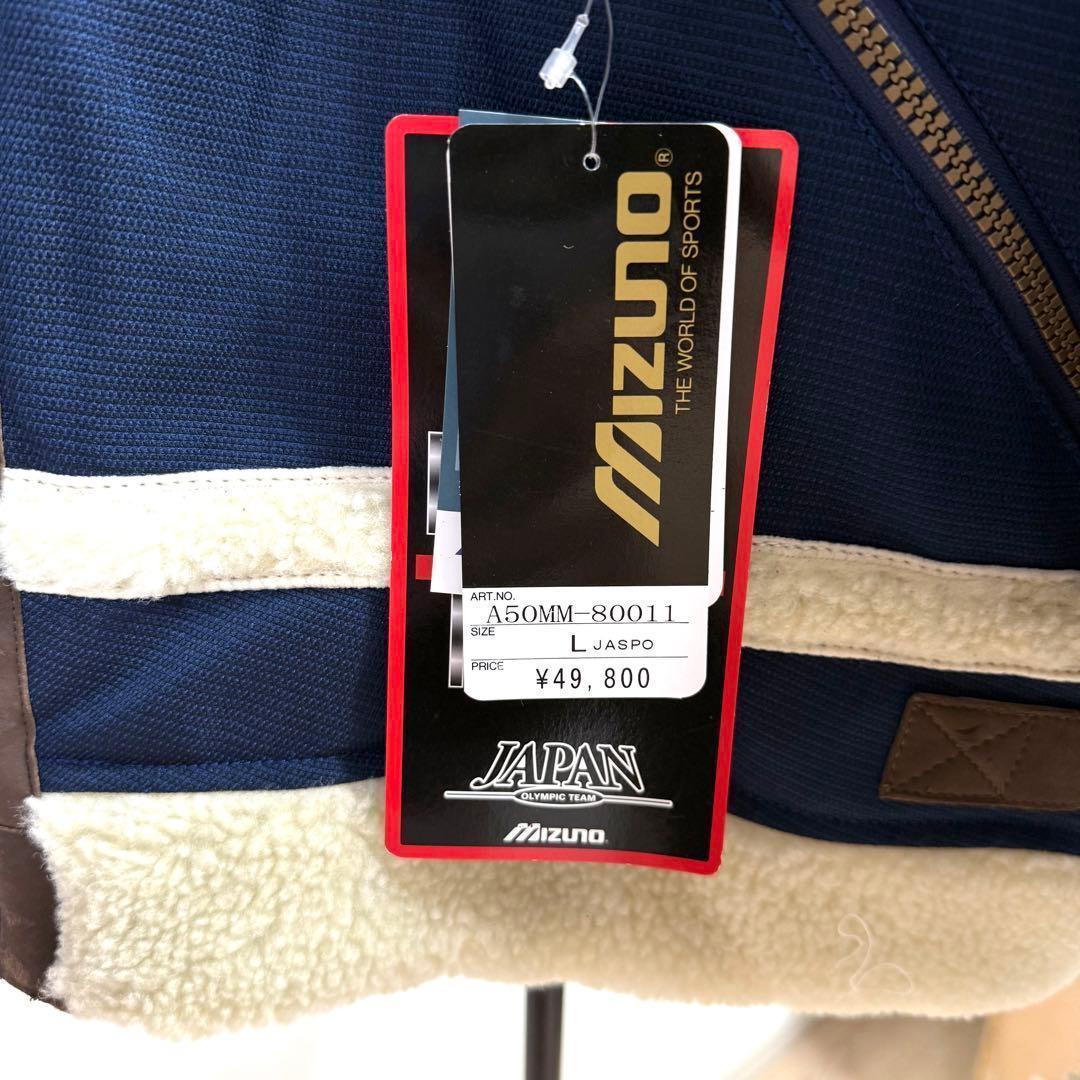 MIZUNO®
THE WORLD OF SPORTS
ART.NO.
A50MM-80011
SIZE
L JASPO
PRICE
¥49,800
JAPAN
OLYMPIC TEAM
MIZUNO